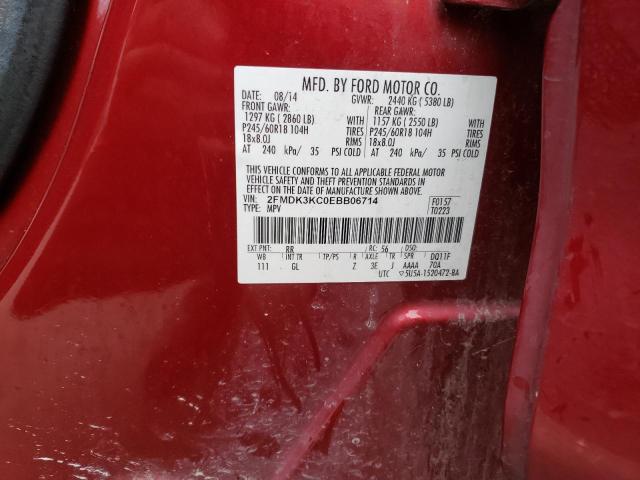 MFD. BY FORD MOTOR CO.
DATE: 08/14 GVWR: 2440 KG ( 5380 LB)
FRONT GAWR: REAR GAWR:
1297 KG ( 2860 LB) WITH 1157 KG ( 2550 LB) WITH
P245/60R18 104H TIRES P245/60R18 104H TIRES
18x8.0J RIMS 18x8.0J RIMS
AT 240 kPa/ 35 PSI COLD AT 240 kPa/ 35 PSI COLD
THIS VEHICLE CONFORMS TO ALL APPLICABLE FEDERAL MOTOR
VEHICLE SAFETY AND THEFT PREVENTION STANDARDS IN
EFFECT ON THE DATE OF MANUFACTURE SHOWN ABOVE.
VIN: 2FMDK3KC0EBB06714 F0157
TYPE: MPV T0223
EXT PNT: RR RC: 56 DSO:
WB INT TR TP/PS R AXLE TR SPR DQ11F
111 GL Z 3E J AAAA 70A
UTC ▽5U5A-1520472-BA